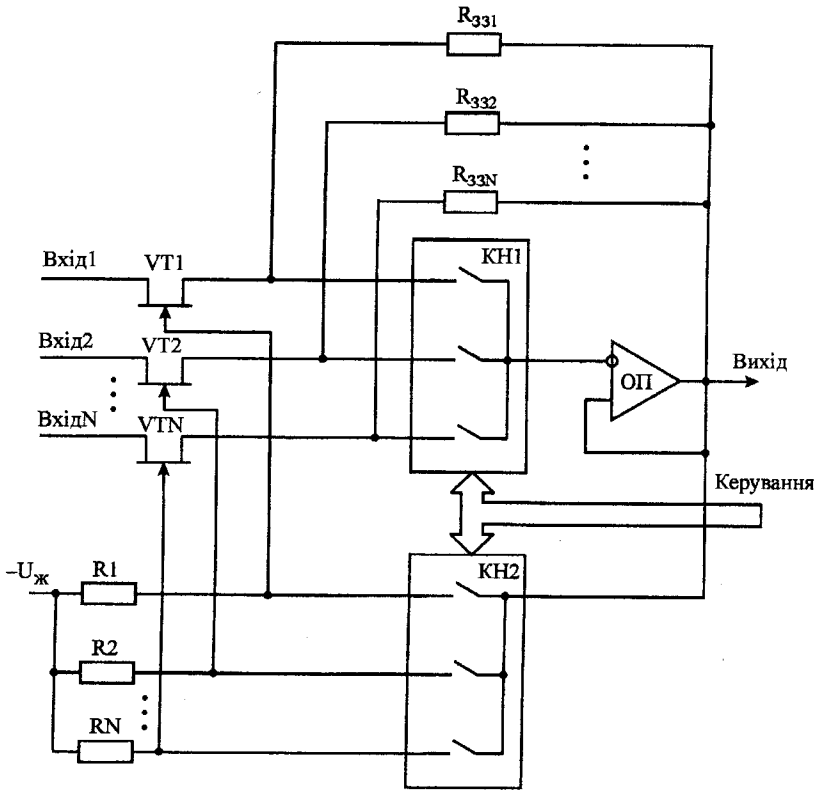 R₃₃₁
R₃₃₂
R₃₃N
КН1
Вхід1
VT1
Вхід2
VT2
ВхідN
VTN
ОП
Вихід
Керування
–Uж
R1
КН2
R2
RN